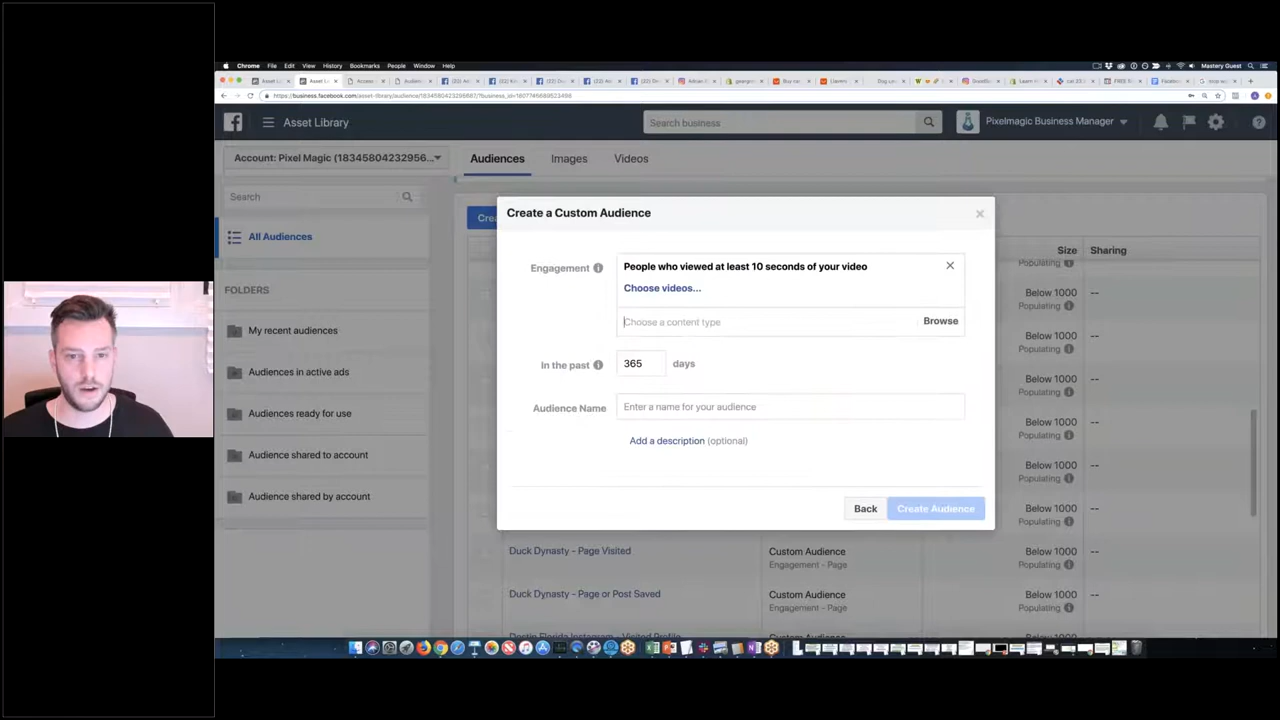 Chrome File Edit View History Bookmarks People Window Help Mastery Guest
https://business.facebook.com/asset-library/audience/
Asset Library
Search business
Pixelmagic Business Manager
Account: Pixel Magic (18345804232956...
Audiences Images Videos
Search
All Audiences
FOLDERS
My recent audiences
Audiences in active ads
Audiences ready for use
Audience shared to account
Audience shared by account
Crea
Size Sharing
Populating
Below 1000 --
Populating
Below 1000 --
Populating
Below 1000 --
Populating
Below 1000 --
Populating
Below 1000 --
Populating
Below 1000 --
Populating
Create a Custom Audience
Engagement
People who viewed at least 10 seconds of your video
Choose videos...
Choose a content type
Browse
In the past 365 days
Audience Name Enter a name for your audience
Add a description (optional)
Back Create Audience
Duck Dynasty - Page Visited Custom Audience Below 1000 --
Engagement - Page Populating
Duck Dynasty - Page or Post Saved Custom Audience Below 1000 --
Engagement - Page Populating
Destin Florida Instagram - Visited Profile Custom Audience Below 1000